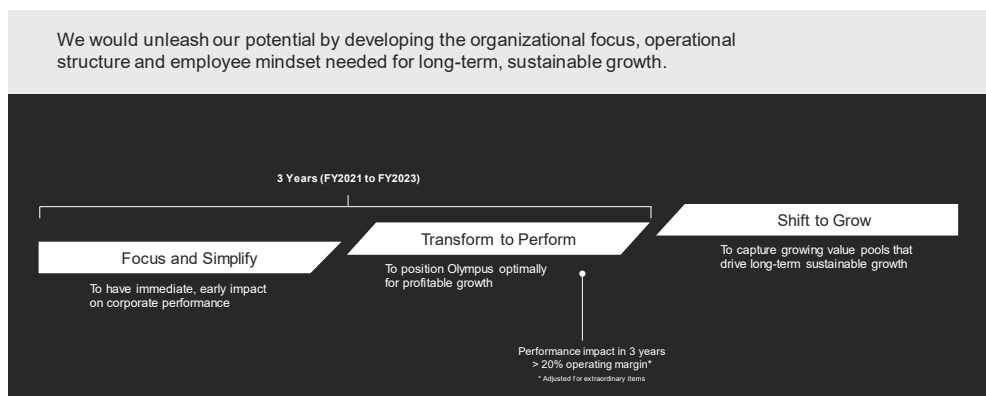 We would unleash our potential by developing the organizational focus, operational
structure and employee mindset needed for long-term, sustainable growth.
3 Years (FY2021 to FY2023)
Focus and Simplify
To have immediate, early impact
on corporate performance
Transform to Perform
To position Olympus optimally
for profitable growth
Performance impact in 3 years
> 20% operating margin*
* Adjusted for extraordinary items
Shift to Grow
To capture growing value pools that
drive long-term sustainable growth